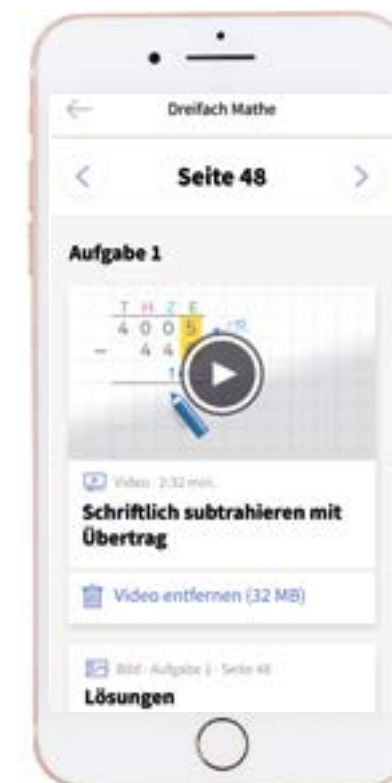 Dreifach Mathe
Seite 48
Aufgabe 1
T H Z E
4 0 0 5
- 4 4
1
Video · 2:32 min.
Schriftlich subtrahieren mit
Übertrag
Video entfernen (32 MB)
Bild · Aufgabe 1 · Seite 48
Lösungen